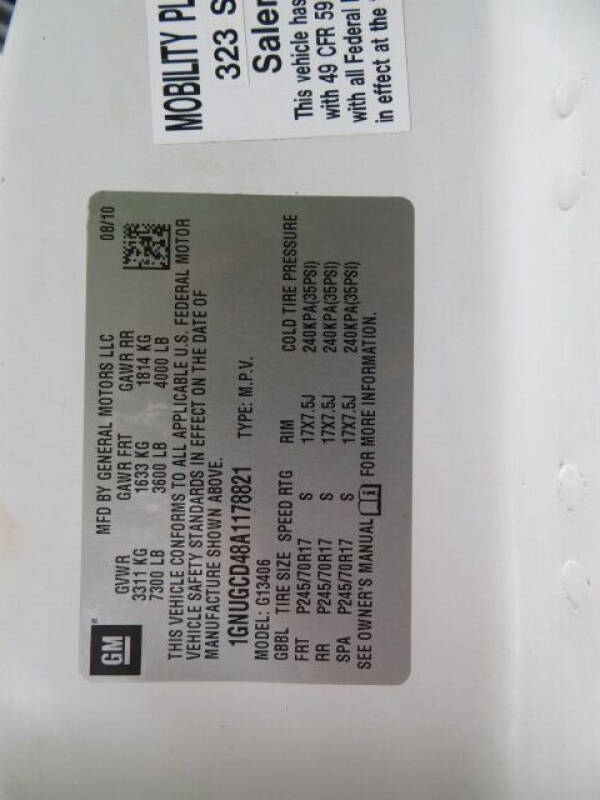 MOBILITY PL
323 S
Saler
This vehicle has
with 49 CFR 59
with all Federal
in effect at the
GM
MFD BY GENERAL MOTORS LLC 08/10
GVWR GAWR FRT GAWR RR
3311 KG 1633 KG 1814 KG
7300 LB 3600 LB 4000 LB
THIS VEHICLE CONFORMS TO ALL APPLICABLE U.S. FEDERAL MOTOR
VEHICLE SAFETY STANDARDS IN EFFECT ON THE DATE OF
MANUFACTURE SHOWN ABOVE.
1GNUGCD48A1178821 TYPE: M.P.V.
MODEL: G13406
GBBL TIRE SIZE SPEED RTG RIM COLD TIRE PRESSURE
FRT P245/70R17 S 17X7.5J 240KPA(35PSI)
RR P245/70R17 S 17X7.5J 240KPA(35PSI)
SPA P245/70R17 S 17X7.5J 240KPA(35PSI)
SEE OWNER'S MANUAL i FOR MORE INFORMATION.